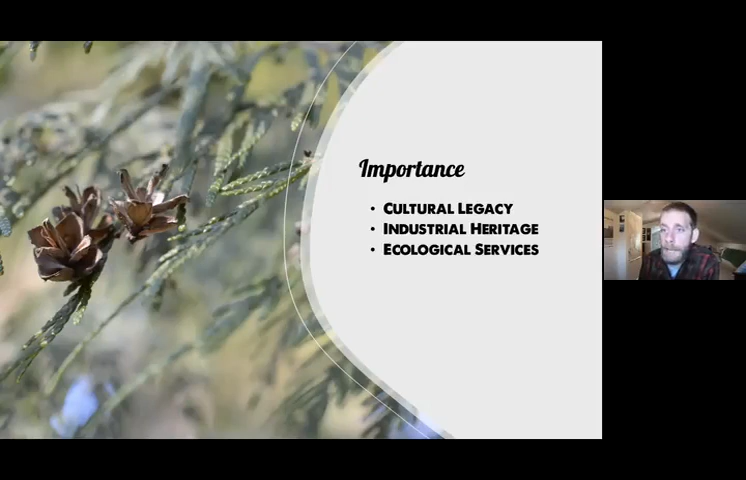 Importance
• CULTURAL LEGACY
• INDUSTRIAL HERITAGE
• ECOLOGICAL SERVICES